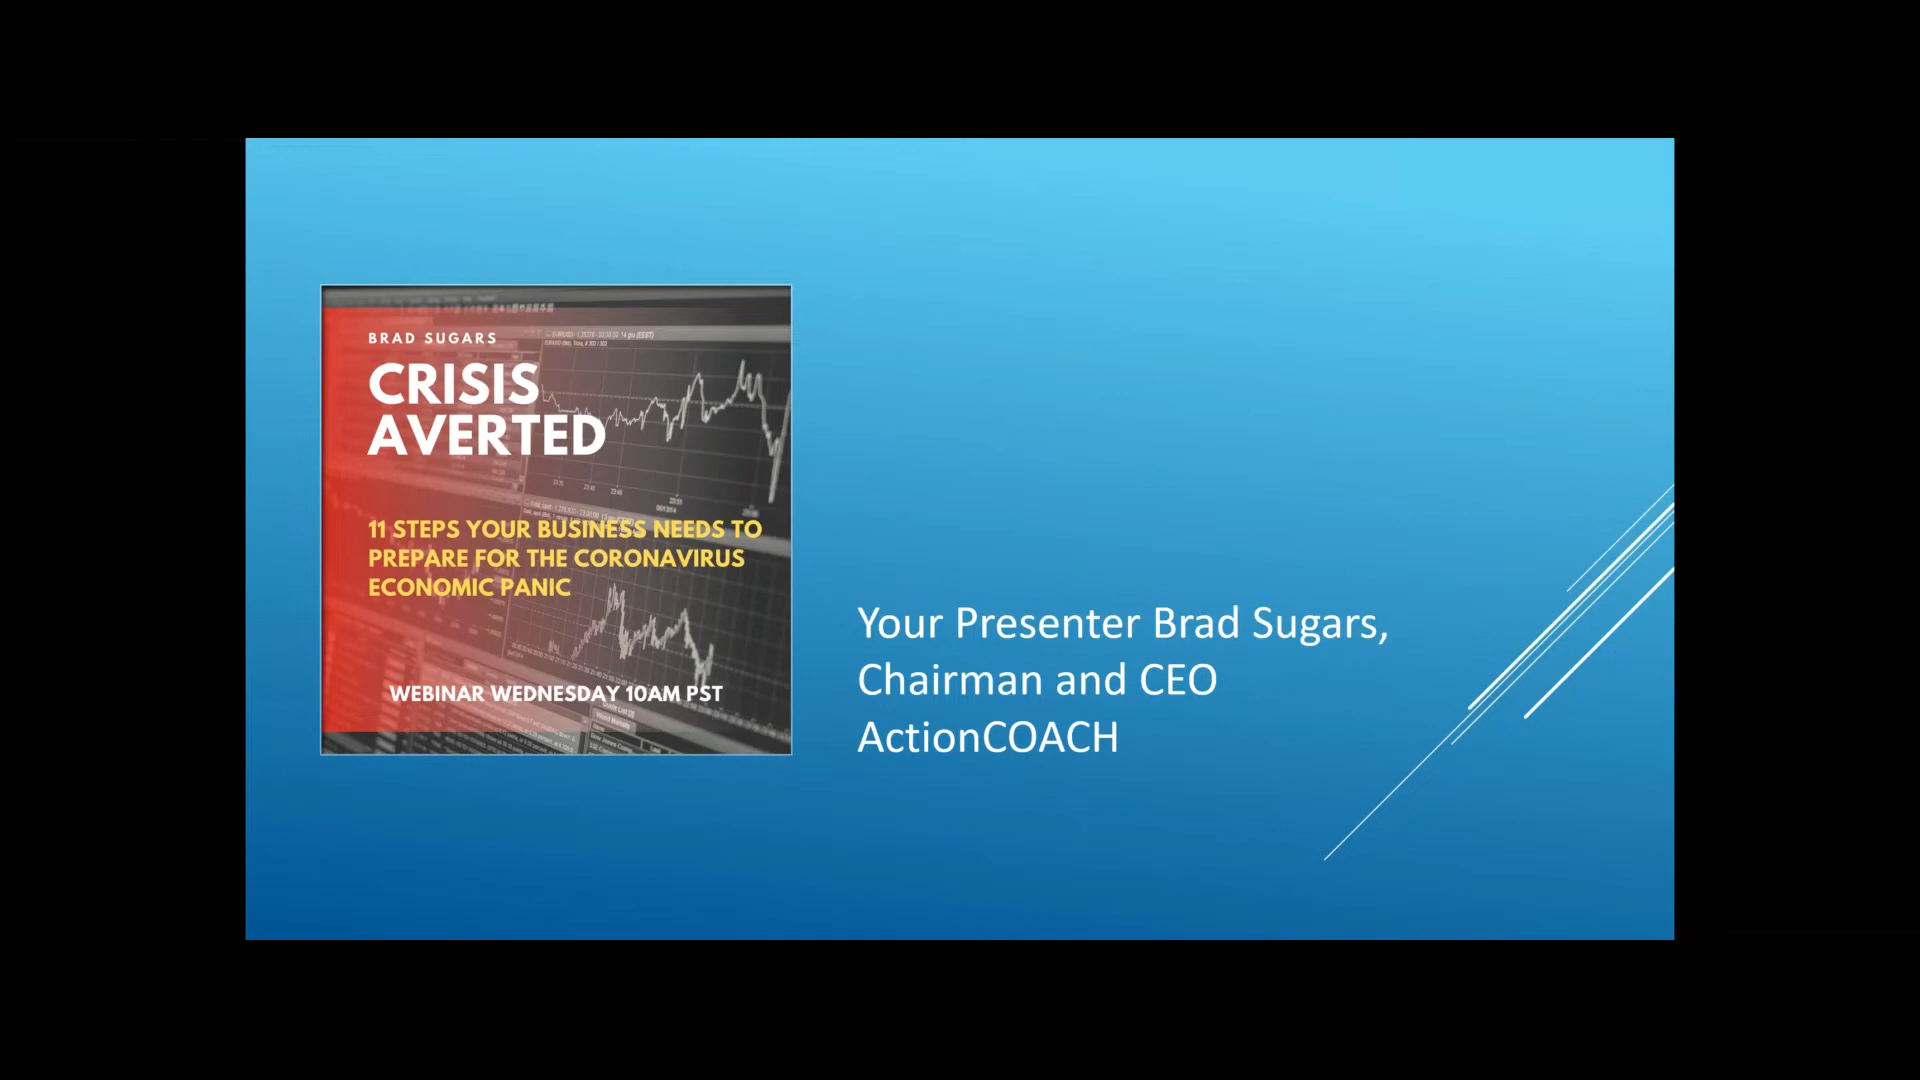 BRAD SUGARS
CRISIS
AVERTED
11 STEPS YOUR BUSINESS NEEDS TO
PREPARE FOR THE CORONAVIRUS
ECONOMIC PANIC
WEBINAR WEDNESDAY 10AM PST
Your Presenter Brad Sugars,
Chairman and CEO
ActionCOACH